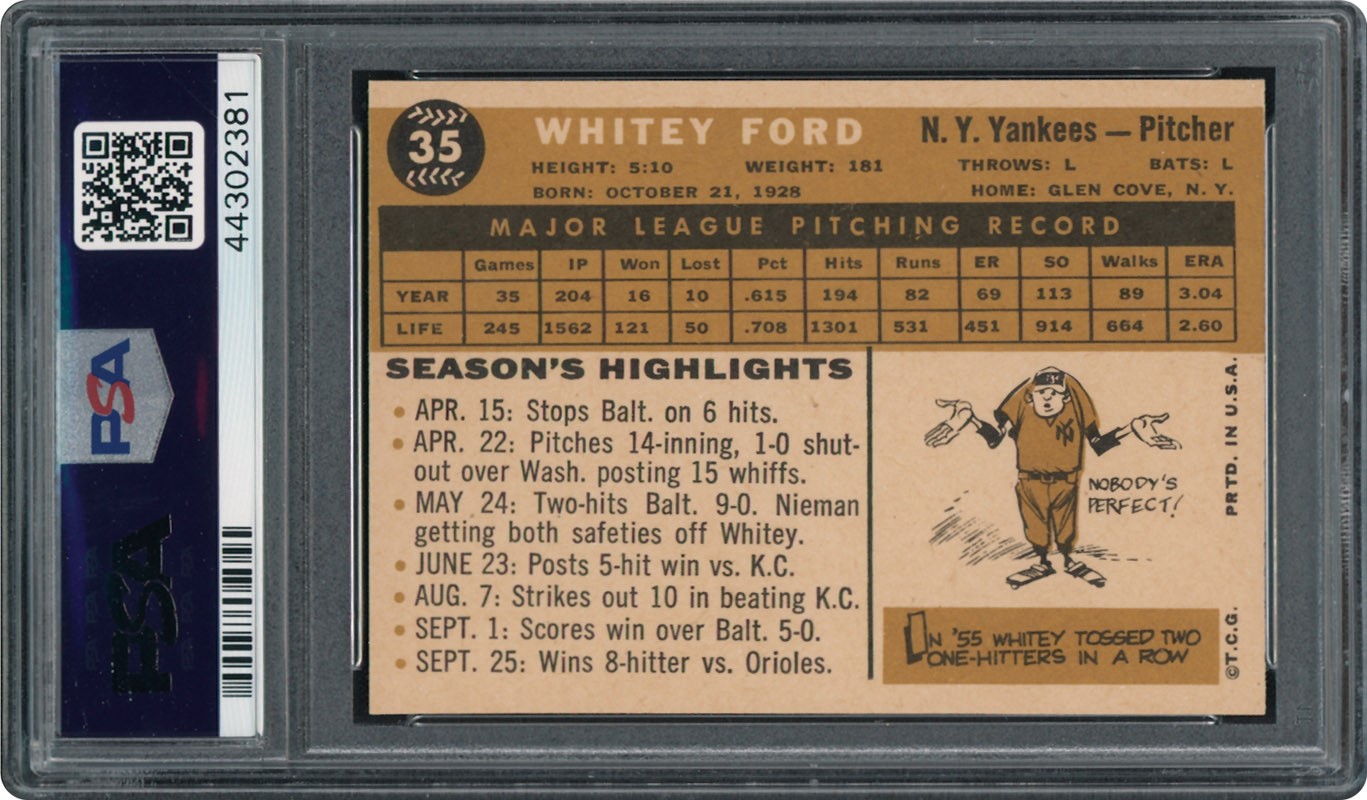 44302381
PSA
PSA
35
WHITEY FORD
N. Y. Yankees — Pitcher
HEIGHT: 5:10 WEIGHT: 181 THROWS: L BATS: L
BORN: OCTOBER 21, 1928 HOME: GLEN COVE, N. Y.
MAJOR LEAGUE PITCHING RECORD
Games IP Won Lost Pct Hits Runs ER SO Walks ERA
YEAR 35 204 16 10 .615 194 82 69 113 89 3.04
LIFE 245 1562 121 50 .708 1301 531 451 914 664 2.60
SEASON'S HIGHLIGHTS
• APR. 15: Stops Balt. on 6 hits.
• APR. 22: Pitches 14-inning, 1-0 shut-
out over Wash. posting 15 whiffs.
• MAY 24: Two-hits Balt. 9-0. Nieman
getting both safeties off Whitey.
• JUNE 23: Posts 5-hit win vs. K.C.
• AUG. 7: Strikes out 10 in beating K.C.
• SEPT. 1: Scores win over Balt. 5-0.
• SEPT. 25: Wins 8-hitter vs. Orioles.
NY
NOBODY'S
PERFECT!
IN '55 WHITEY TOSSED TWO
ONE-HITTERS IN A ROW
PRTD. IN U.S.A.
©T.C.G.